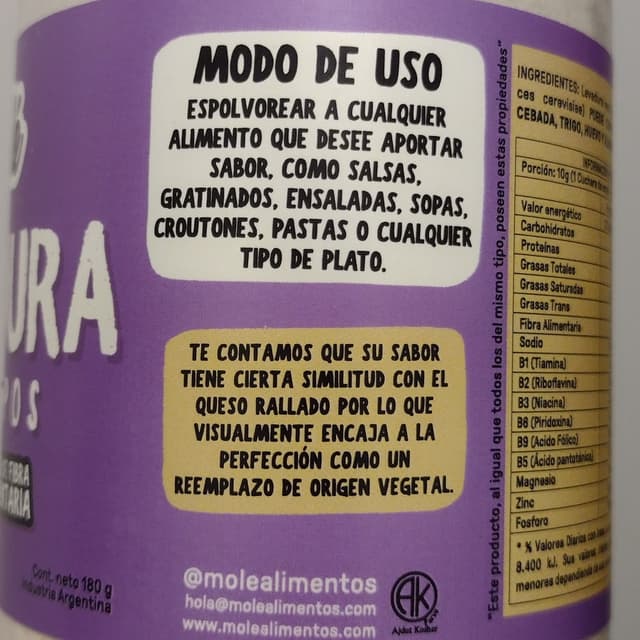 B
URA
POS
FIBRA
TARIA
Cont. neto 180 g
Industria Argentina
MODO DE USO
ESPOLVOREAR A CUALQUIER
ALIMENTO QUE DESEE APORTAR
SABOR, COMO SALSAS,
GRATINADOS, ENSALADAS, SOPAS,
CROUTONES, PASTAS O CUALQUIER
TIPO DE PLATO.
TE CONTAMOS QUE SU SABOR
TIENE CIERTA SIMILITUD CON EL
QUESO RALLADO POR LO QUE
VISUALMENTE ENCAJA A LA
PERFECCIÓN COMO UN
REEMPLAZO DE ORIGEN VEGETAL.
@molealimentos
hola@molealimentos.com
www.molealimentos.com
AK
Ajdut Kosher
"Este producto, al igual que todos los del mismo tipo, poseen estas propiedades"
INGREDIENTES: Levadura
ces cerevisiae)
CEBADA, TRIGO, HUEVO Y
Porción: 10g (1 Cuchara
Valor energético
Carbohidratos
Proteínas
Grasas Totales
Grasas Saturadas
Grasas Trans
Fibra Alimentaria
Sodio
B1 (Tiamina)
B2 (Riboflavina)
B3 (Niacina)
B6 (Piridoxina)
B9 (Ácido Fólico)
B5 (Ácido pantoténico)
Magnesio
Zinc
Fosforo
* % Valores Diarios con
8.400 kJ. Sus valores
menores dependiendo de